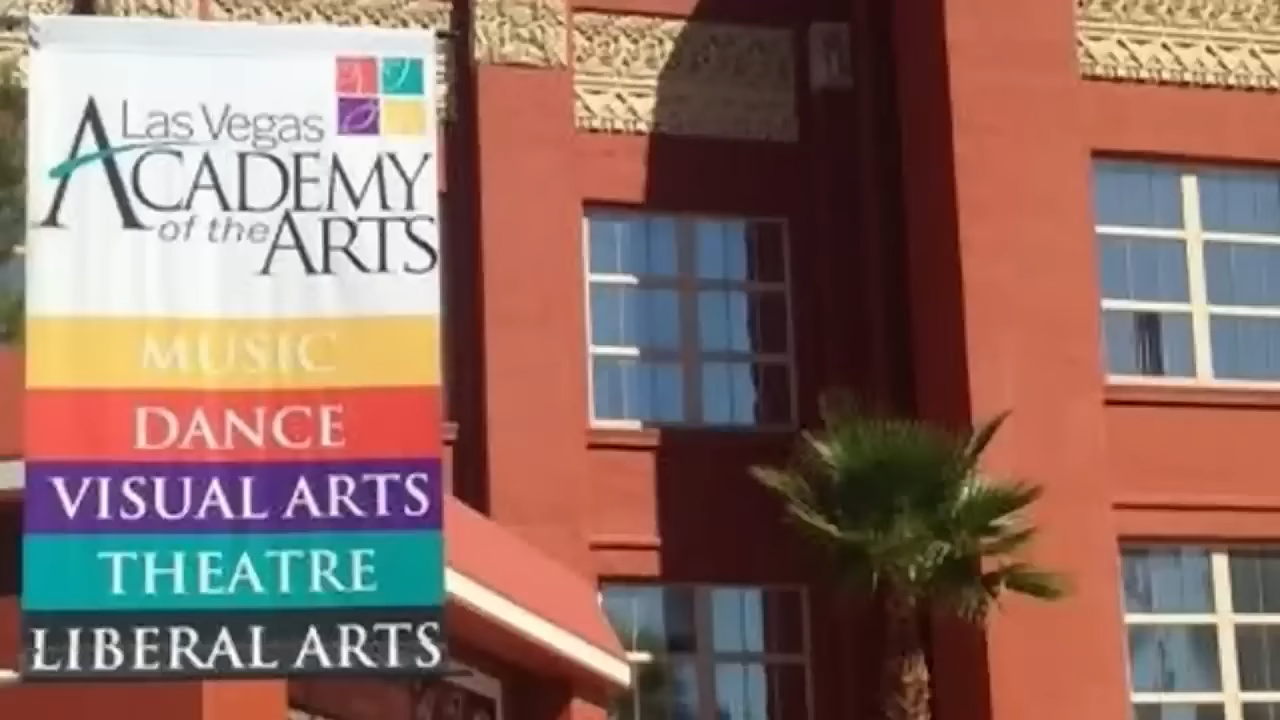 Las Vegas
ACADEMY
of the ARTS
MUSIC
DANCE
VISUAL ARTS
THEATRE
LIBERAL ARTS